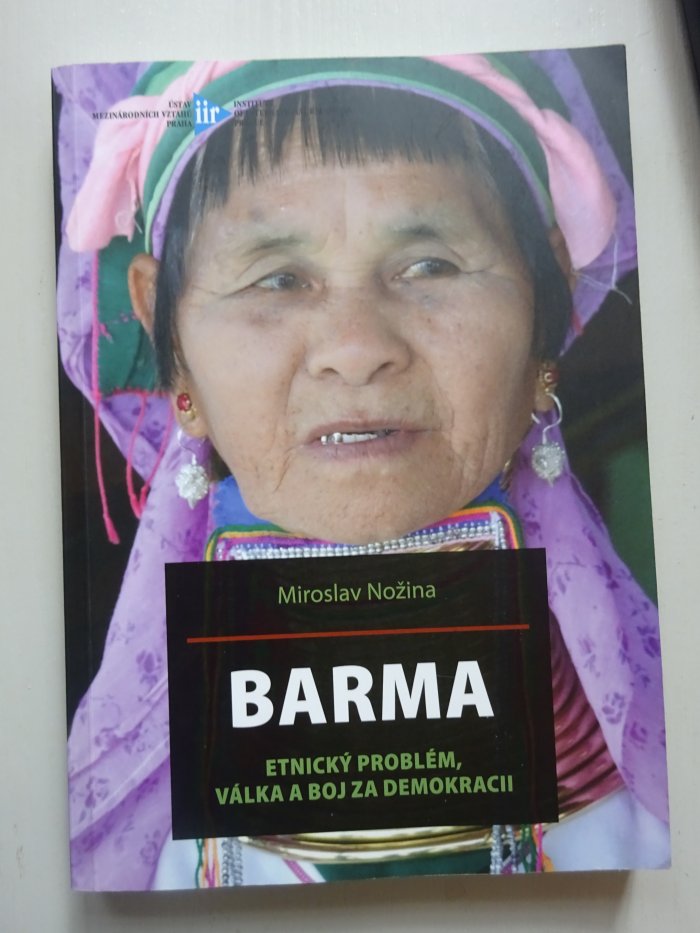 ÚSTAV
MEZINÁRODNÍCH VZTAHŮ
PRAHA
iir
Miroslav Nožina
BARMA
ETNICKÝ PROBLÉM,
VÁLKA A BOJ ZA DEMOKRACII